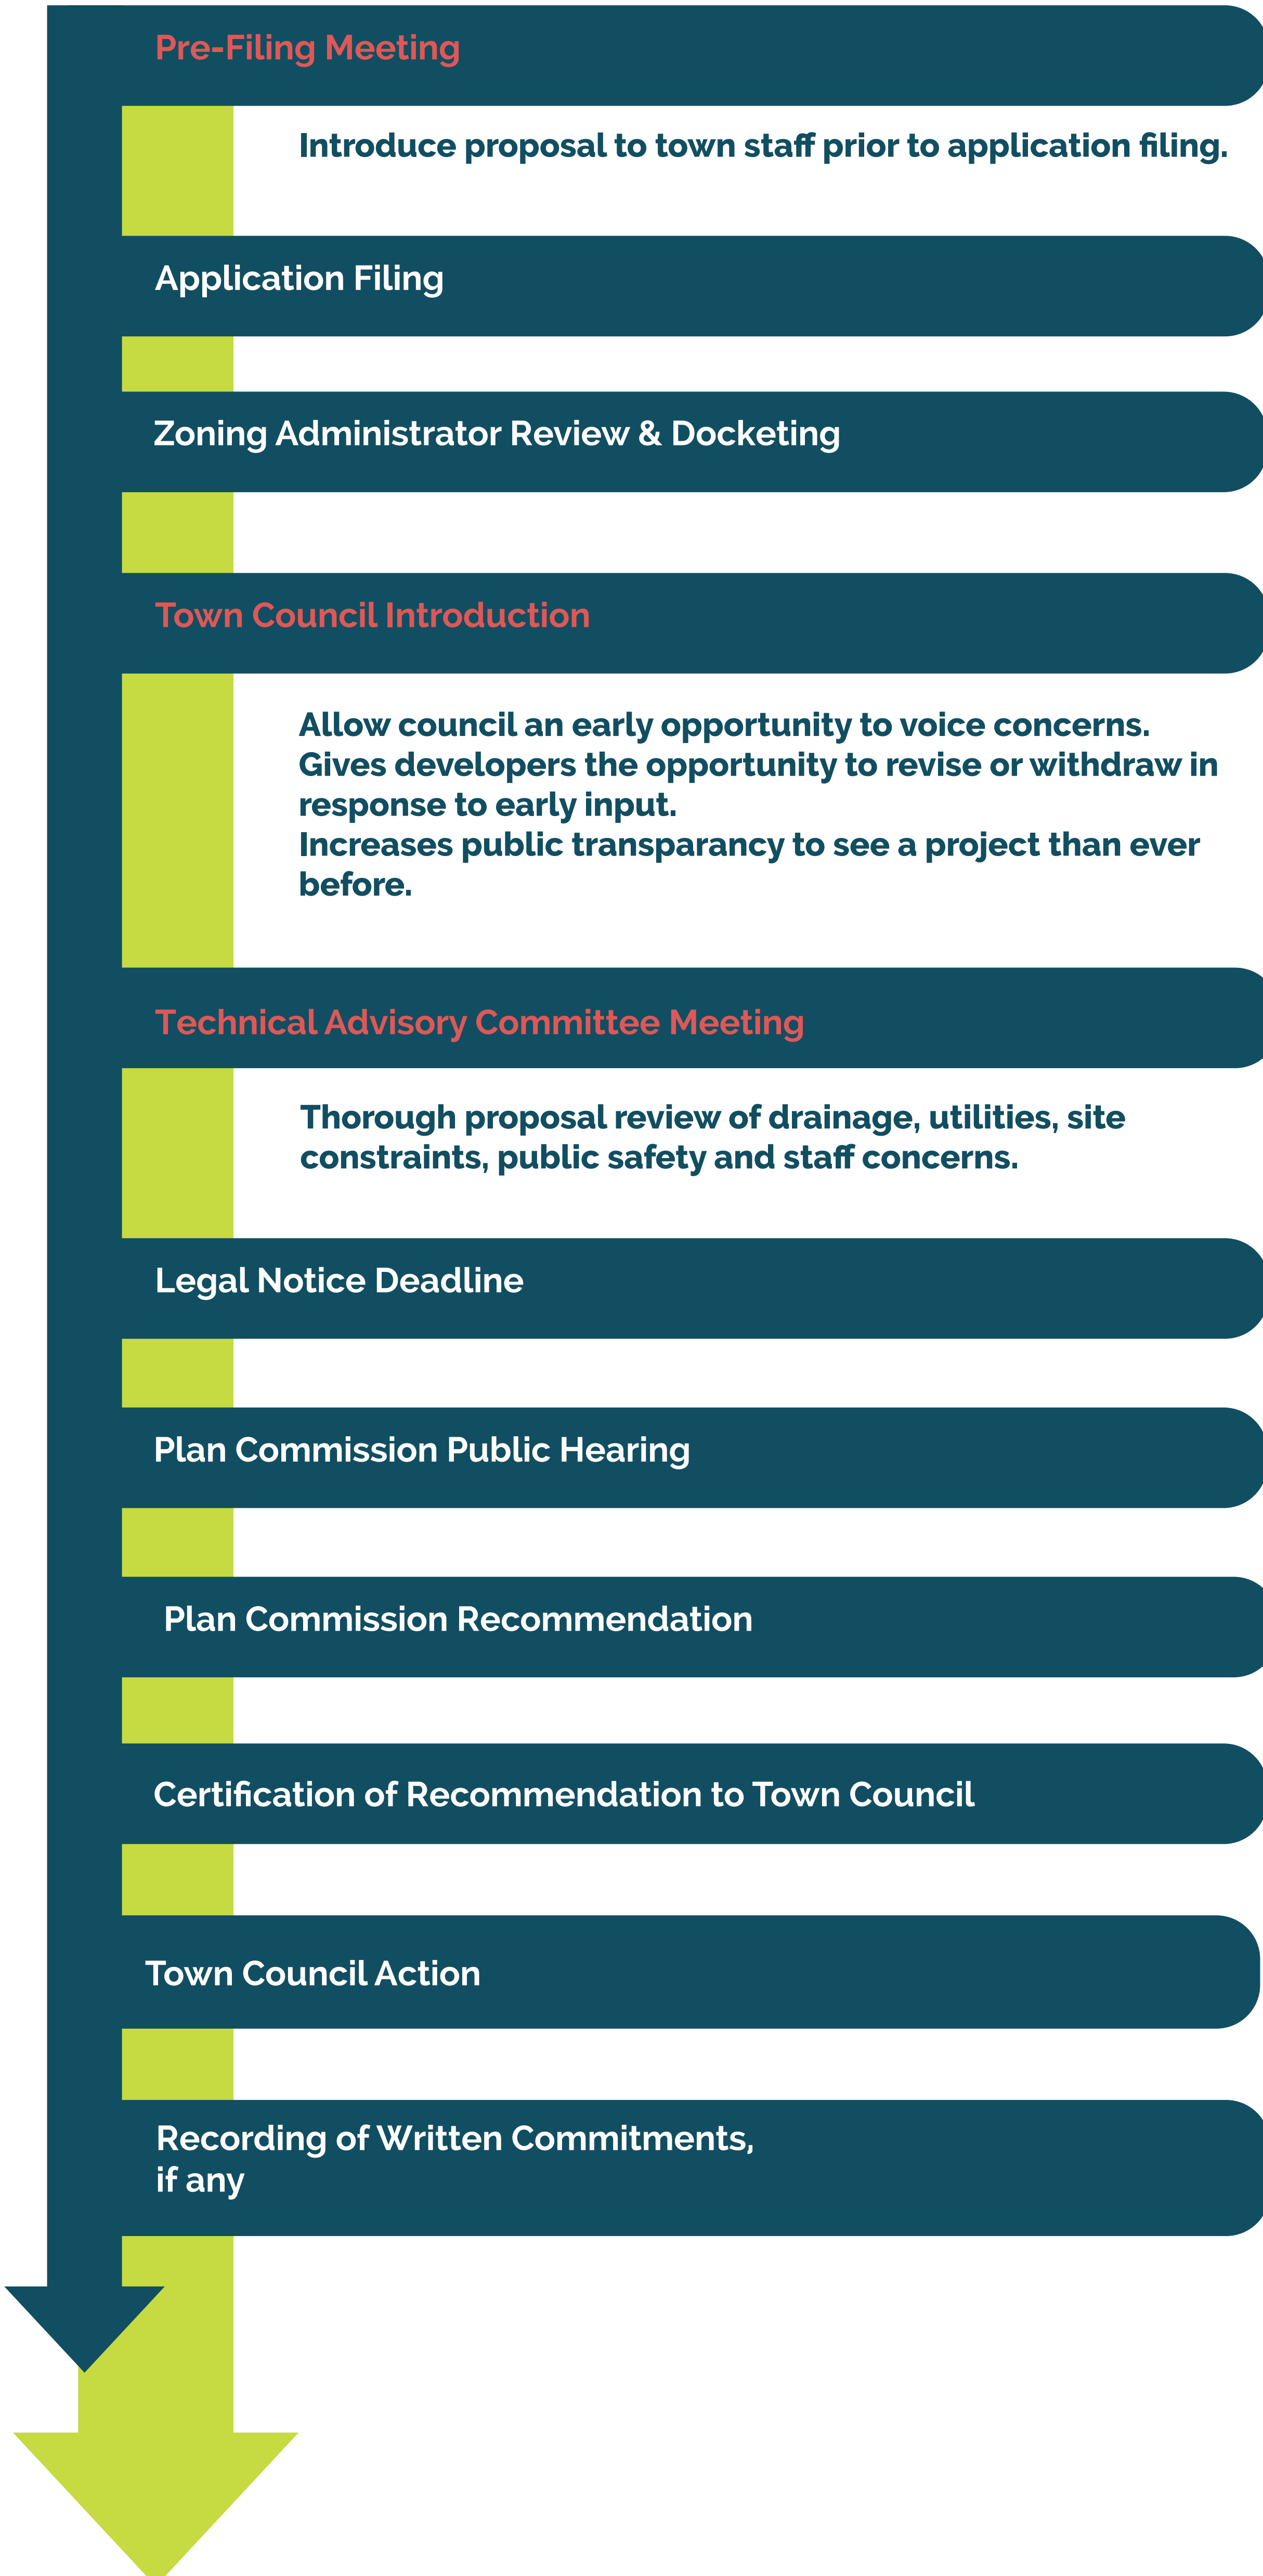 Pre-Filing Meeting
Introduce proposal to town staff prior to application filing.
Application Filing
Zoning Administrator Review & Docketing
Town Council Introduction
Allow council an early opportunity to voice concerns.
Gives developers the opportunity to revise or withdraw in
response to early input.
Increases public transparancy to see a project than ever
before.
Technical Advisory Committee Meeting
Thorough proposal review of drainage, utilities, site
constraints, public safety and staff concerns.
Legal Notice Deadline
Plan Commission Public Hearing
Plan Commission Recommendation
Certification of Recommendation to Town Council
Town Council Action
Recording of Written Commitments,
if any